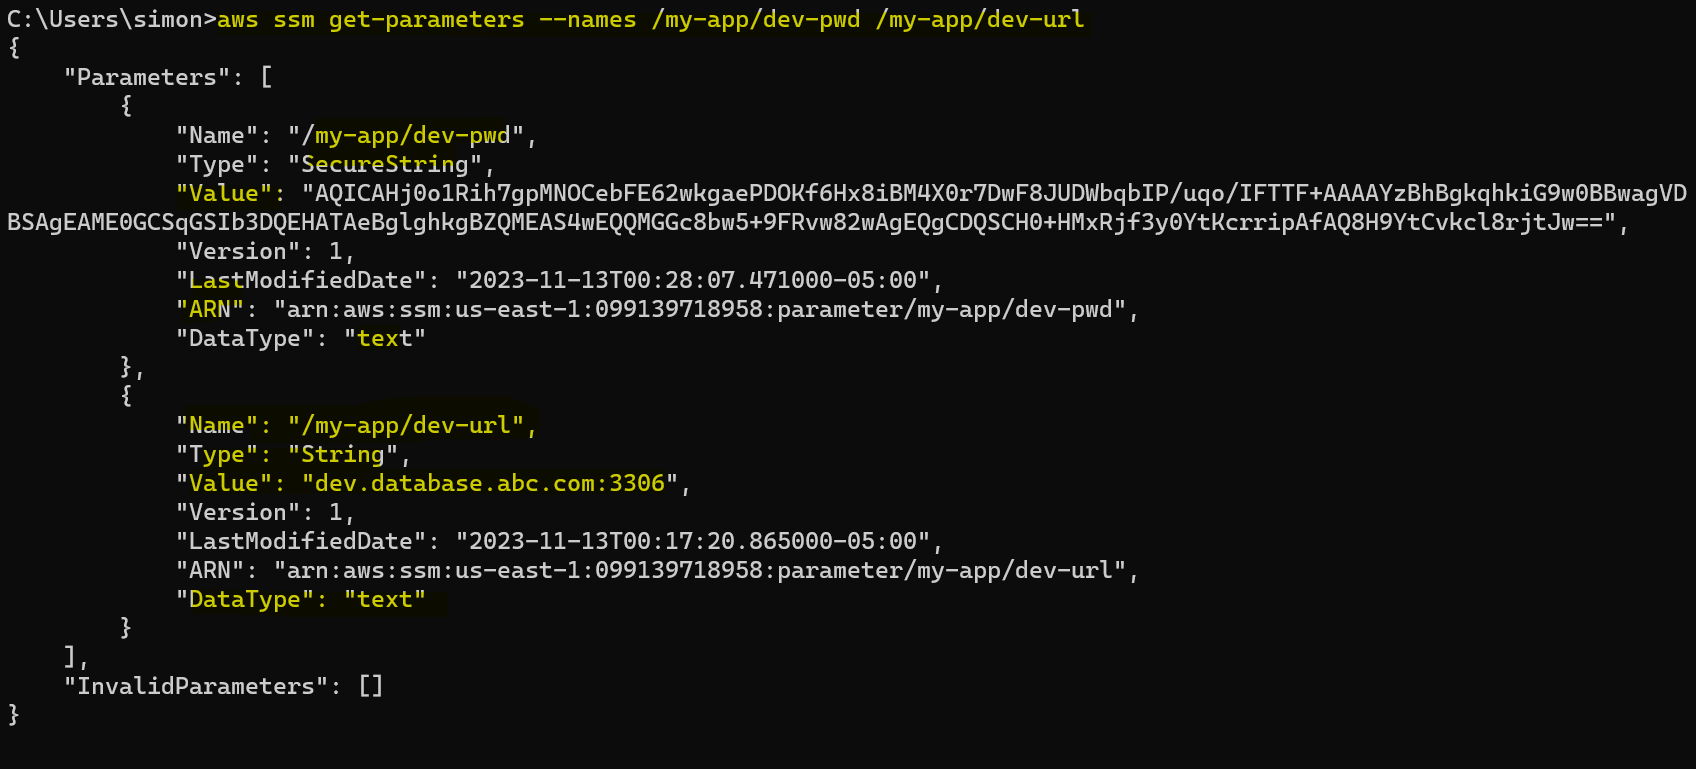 C:\Users\simon>aws ssm get-parameters --names /my-app/dev-pwd /my-app/dev-url
{
    "Parameters": [
        {
            "Name": "/my-app/dev-pwd",
            "Type": "SecureString",
            "Value": "AQICAHj0o1Rih7gpMNOCebFE62wkgaePDOKf6Hx8iBM4X0r7DwF8JUDWbqbIP/uqo/IFTTF+AAAAYzBhBgkqhkiG9w0BBwagVD
BSAgEAME0GCSqGSIb3DQEHATAeBglghkgBZQMEAS4wEQQMGGc8bw5+9FRvw82wAgEQgCDQSCH0+HMxRjf3y0YtKcrripAfAQ8H9YtCvkcl8rjtJw==",
            "Version": 1,
            "LastModifiedDate": "2023-11-13T00:28:07.471000-05:00",
            "ARN": "arn:aws:ssm:us-east-1:099139718958:parameter/my-app/dev-pwd",
            "DataType": "text"
        },
        {
            "Name": "/my-app/dev-url",
            "Type": "String",
            "Value": "dev.database.abc.com:3306",
            "Version": 1,
            "LastModifiedDate": "2023-11-13T00:17:20.865000-05:00",
            "ARN": "arn:aws:ssm:us-east-1:099139718958:parameter/my-app/dev-url",
            "DataType": "text"
        }
    ],
    "InvalidParameters": []
}